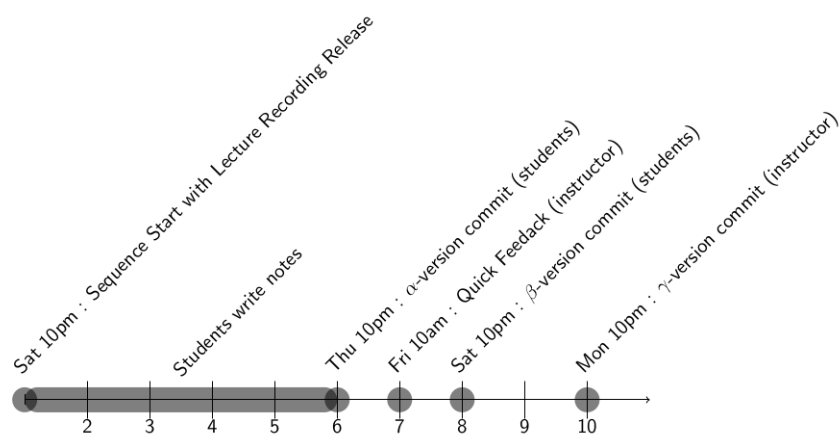 Sat 10pm : Sequence Start with Lecture Recording Release
Students write notes
Thu 10pm : α-version commit (students)
Fri 10am : Quick Feedack (instructor)
Sat 10pm : β-version commit (students)
Mon 10pm : γ-version commit (instructor)
2 3 4 5 6 7 8 9 10